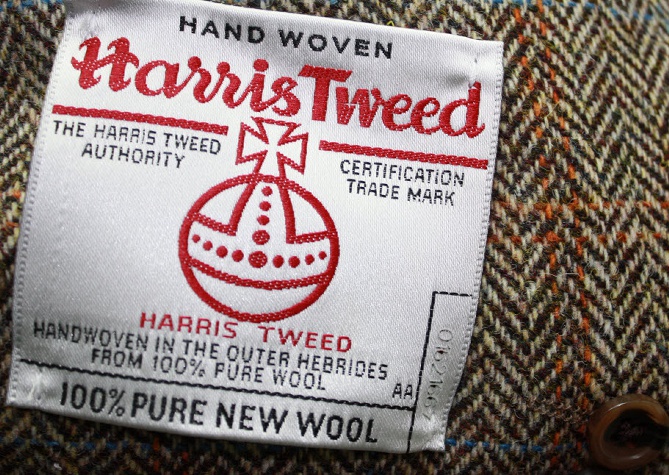 HAND WOVEN
Harris Tweed
THE HARRIS TWEED
AUTHORITY
CERTIFICATION
TRADE MARK
HARRIS TWEED
HANDWOVEN IN THE OUTER HEBRIDES
FROM 100% PURE WOOL
AA
100% PURE NEW WOOL